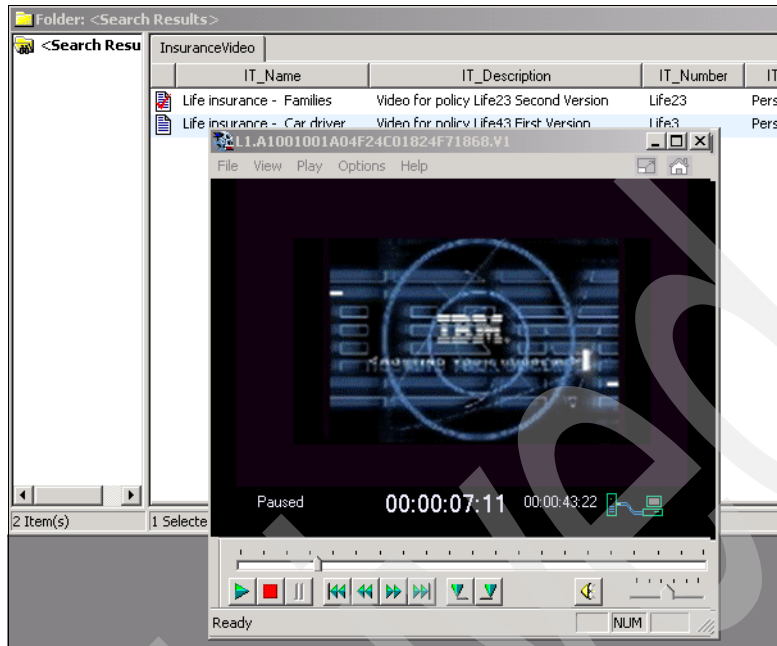 Folder: <Search Results>
<Search Resu
InsuranceVideo
IT_Name IT_Description IT_Number IT
Life insurance - Families Video for policy Life23 Second Version Life23 Pers
Life insurance - Car driver Video for policy Life43 First Version Life3 Pers
L1.A1001001A04F24C01824F71868.V1
File View Play Options Help
IBM
Paused 00:00:07:11 00:00:43:22
2 Item(s) 1 Selecte
Ready NUM